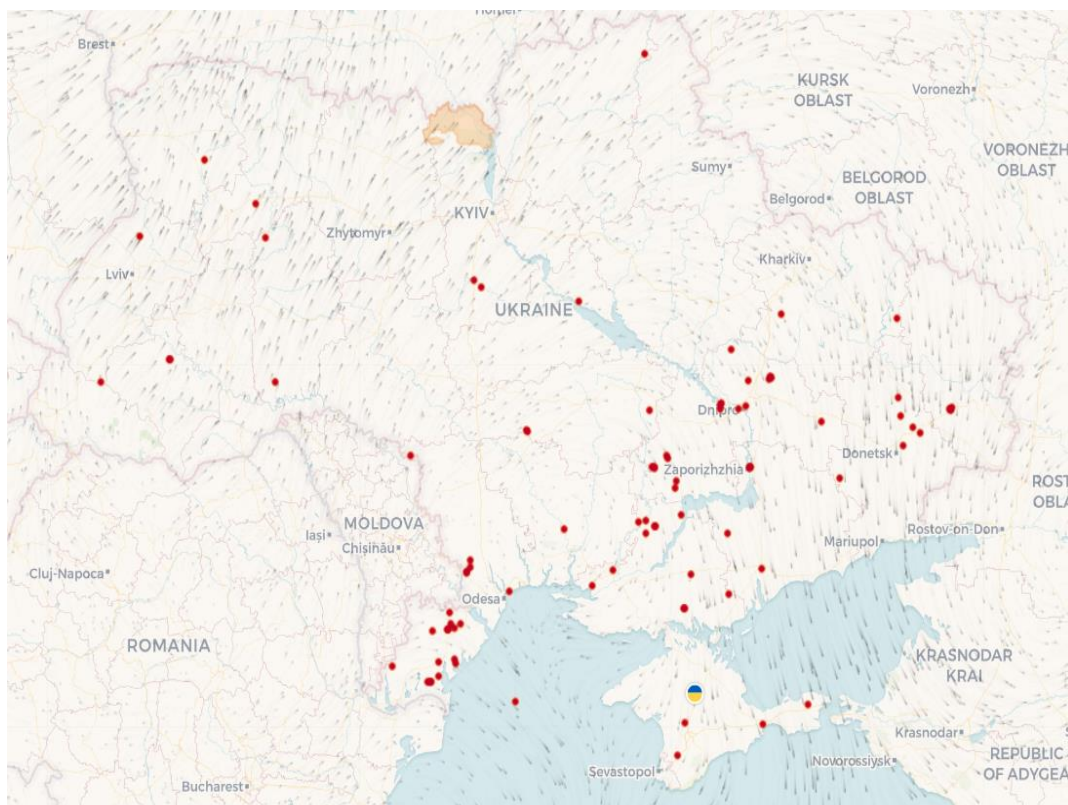 Brest
KURSK
OBLAST
Voronezh
VORONEZH
OBLAST
Sumy
BELGOROD
OBLAST
Belgorod
KYIV
Zhytomyr
Lviv
Kharkiv
UKRAINE
Dnipro
Donetsk
Zaporizhzhia
ROST
OBLA
MOLDOVA
Iași
Chișinău
Rostov-on-Don
Mariupol
Cluj-Napoca
Odesa
ROMANIA
KRASNODAR
KRAI
Krasnodar
Sevastopol
Novorossiysk
REPUBLIC
OF ADYGEA
Bucharest